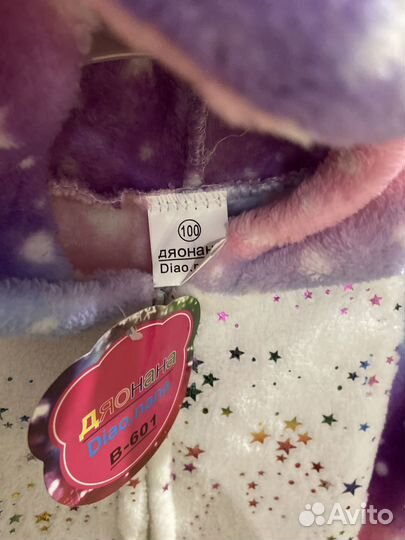 100
ДЯОНАНА
Diao.
Дяонана
Diao.nana
B-601
Avito